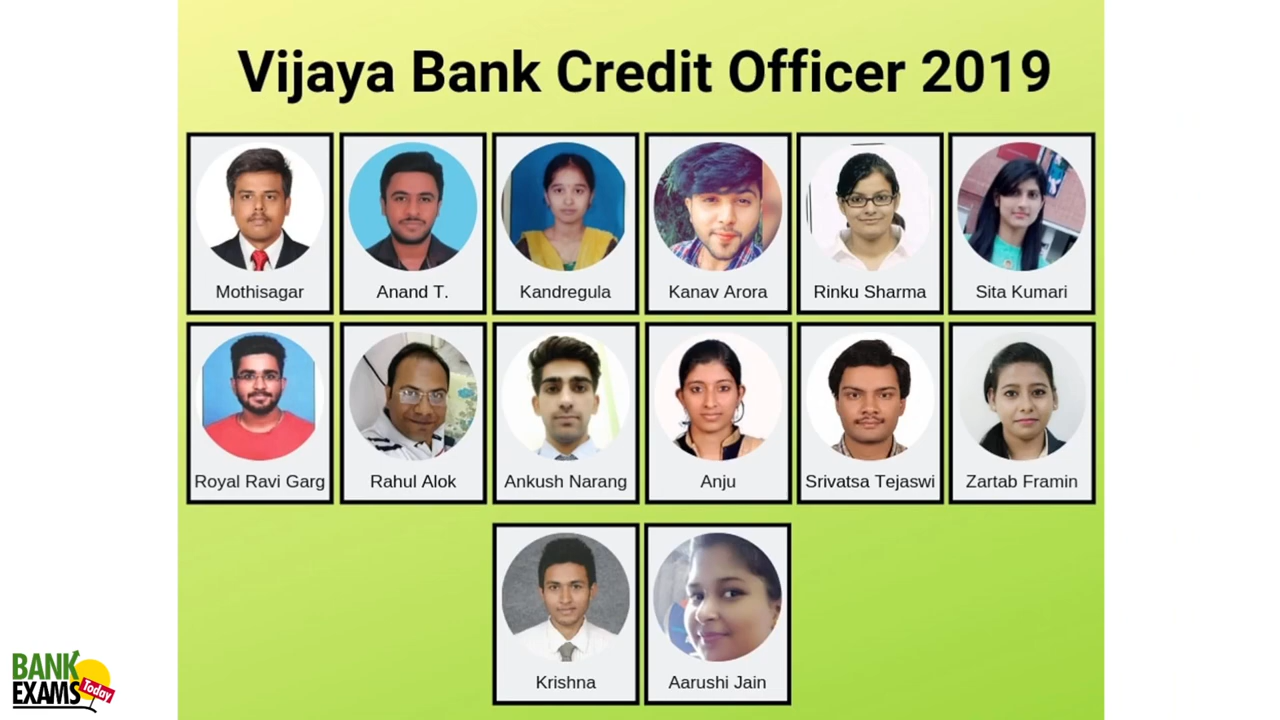 Vijaya Bank Credit Officer 2019
Mothisagar
Anand T.
Kandregula
Kanav Arora
Rinku Sharma
Sita Kumari
Royal Ravi Garg
Rahul Alok
Ankush Narang
Anju
Srivatsa Tejaswi
Zartab Framin
Krishna
Aarushi Jain
BANK
EXAMS Today